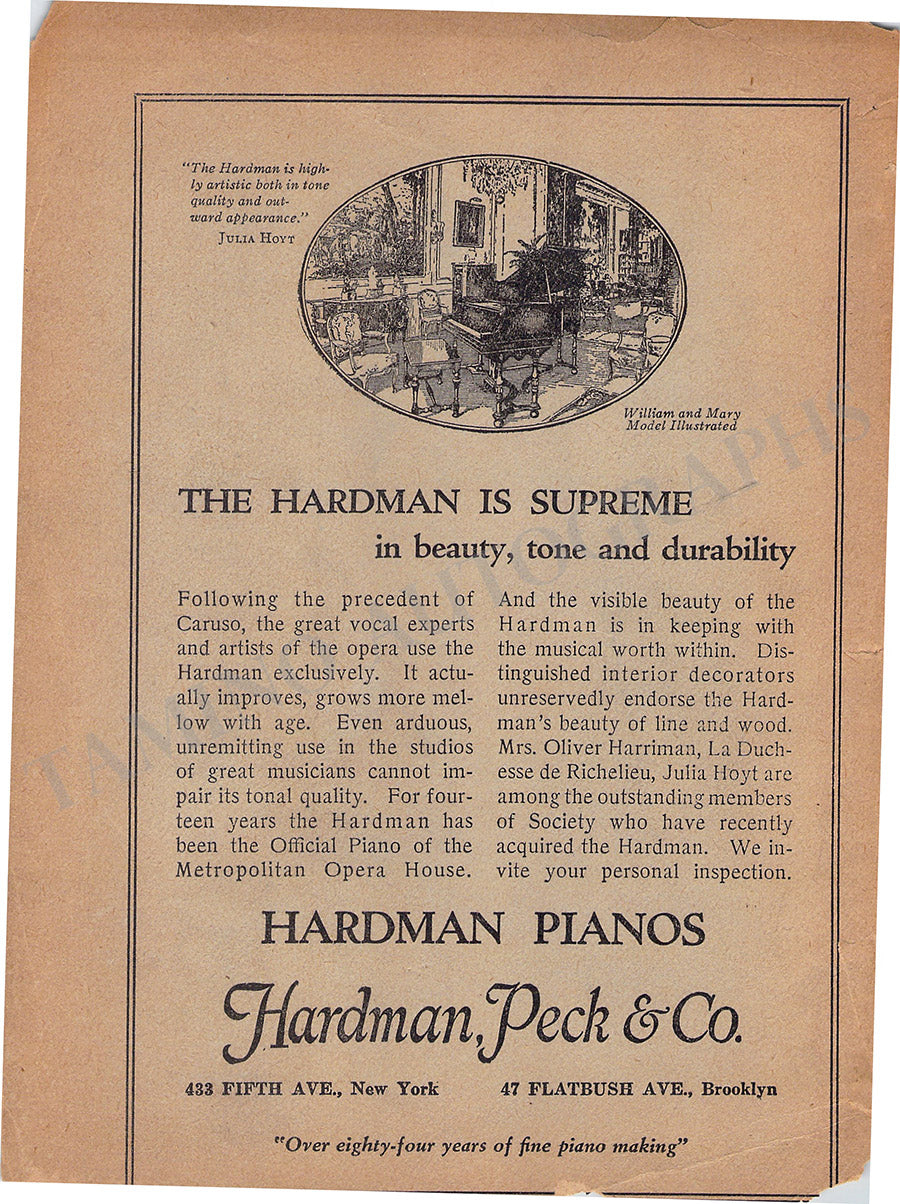 "The Hardman is high-
ly artistic both in tone
quality and out-
ward appearance."
JULIA HOYT
William and Mary
Model Illustrated
THE HARDMAN IS SUPREME
in beauty, tone and durability
Following the precedent of
Caruso, the great vocal experts
and artists of the opera use the
Hardman exclusively. It actu-
ally improves, grows more mel-
low with age. Even arduous,
unremitting use in the studios
of great musicians cannot im-
pair its tonal quality. For four-
teen years the Hardman has
been the Official Piano of the
Metropolitan Opera House.
And the visible beauty of the
Hardman is in keeping with
the musical worth within. Dis-
tinguished interior decorators
unreservedly endorse the Hard-
man's beauty of line and wood.
Mrs. Oliver Harriman, La Duch-
esse de Richelieu, Julia Hoyt are
among the outstanding members
of Society who have recently
acquired the Hardman. We in-
vite your personal inspection.
HARDMAN PIANOS
Hardman, Peck & Co.
433 FIFTH AVE., New York
47 FLATBUSH AVE., Brooklyn
"Over eighty-four years of fine piano making"